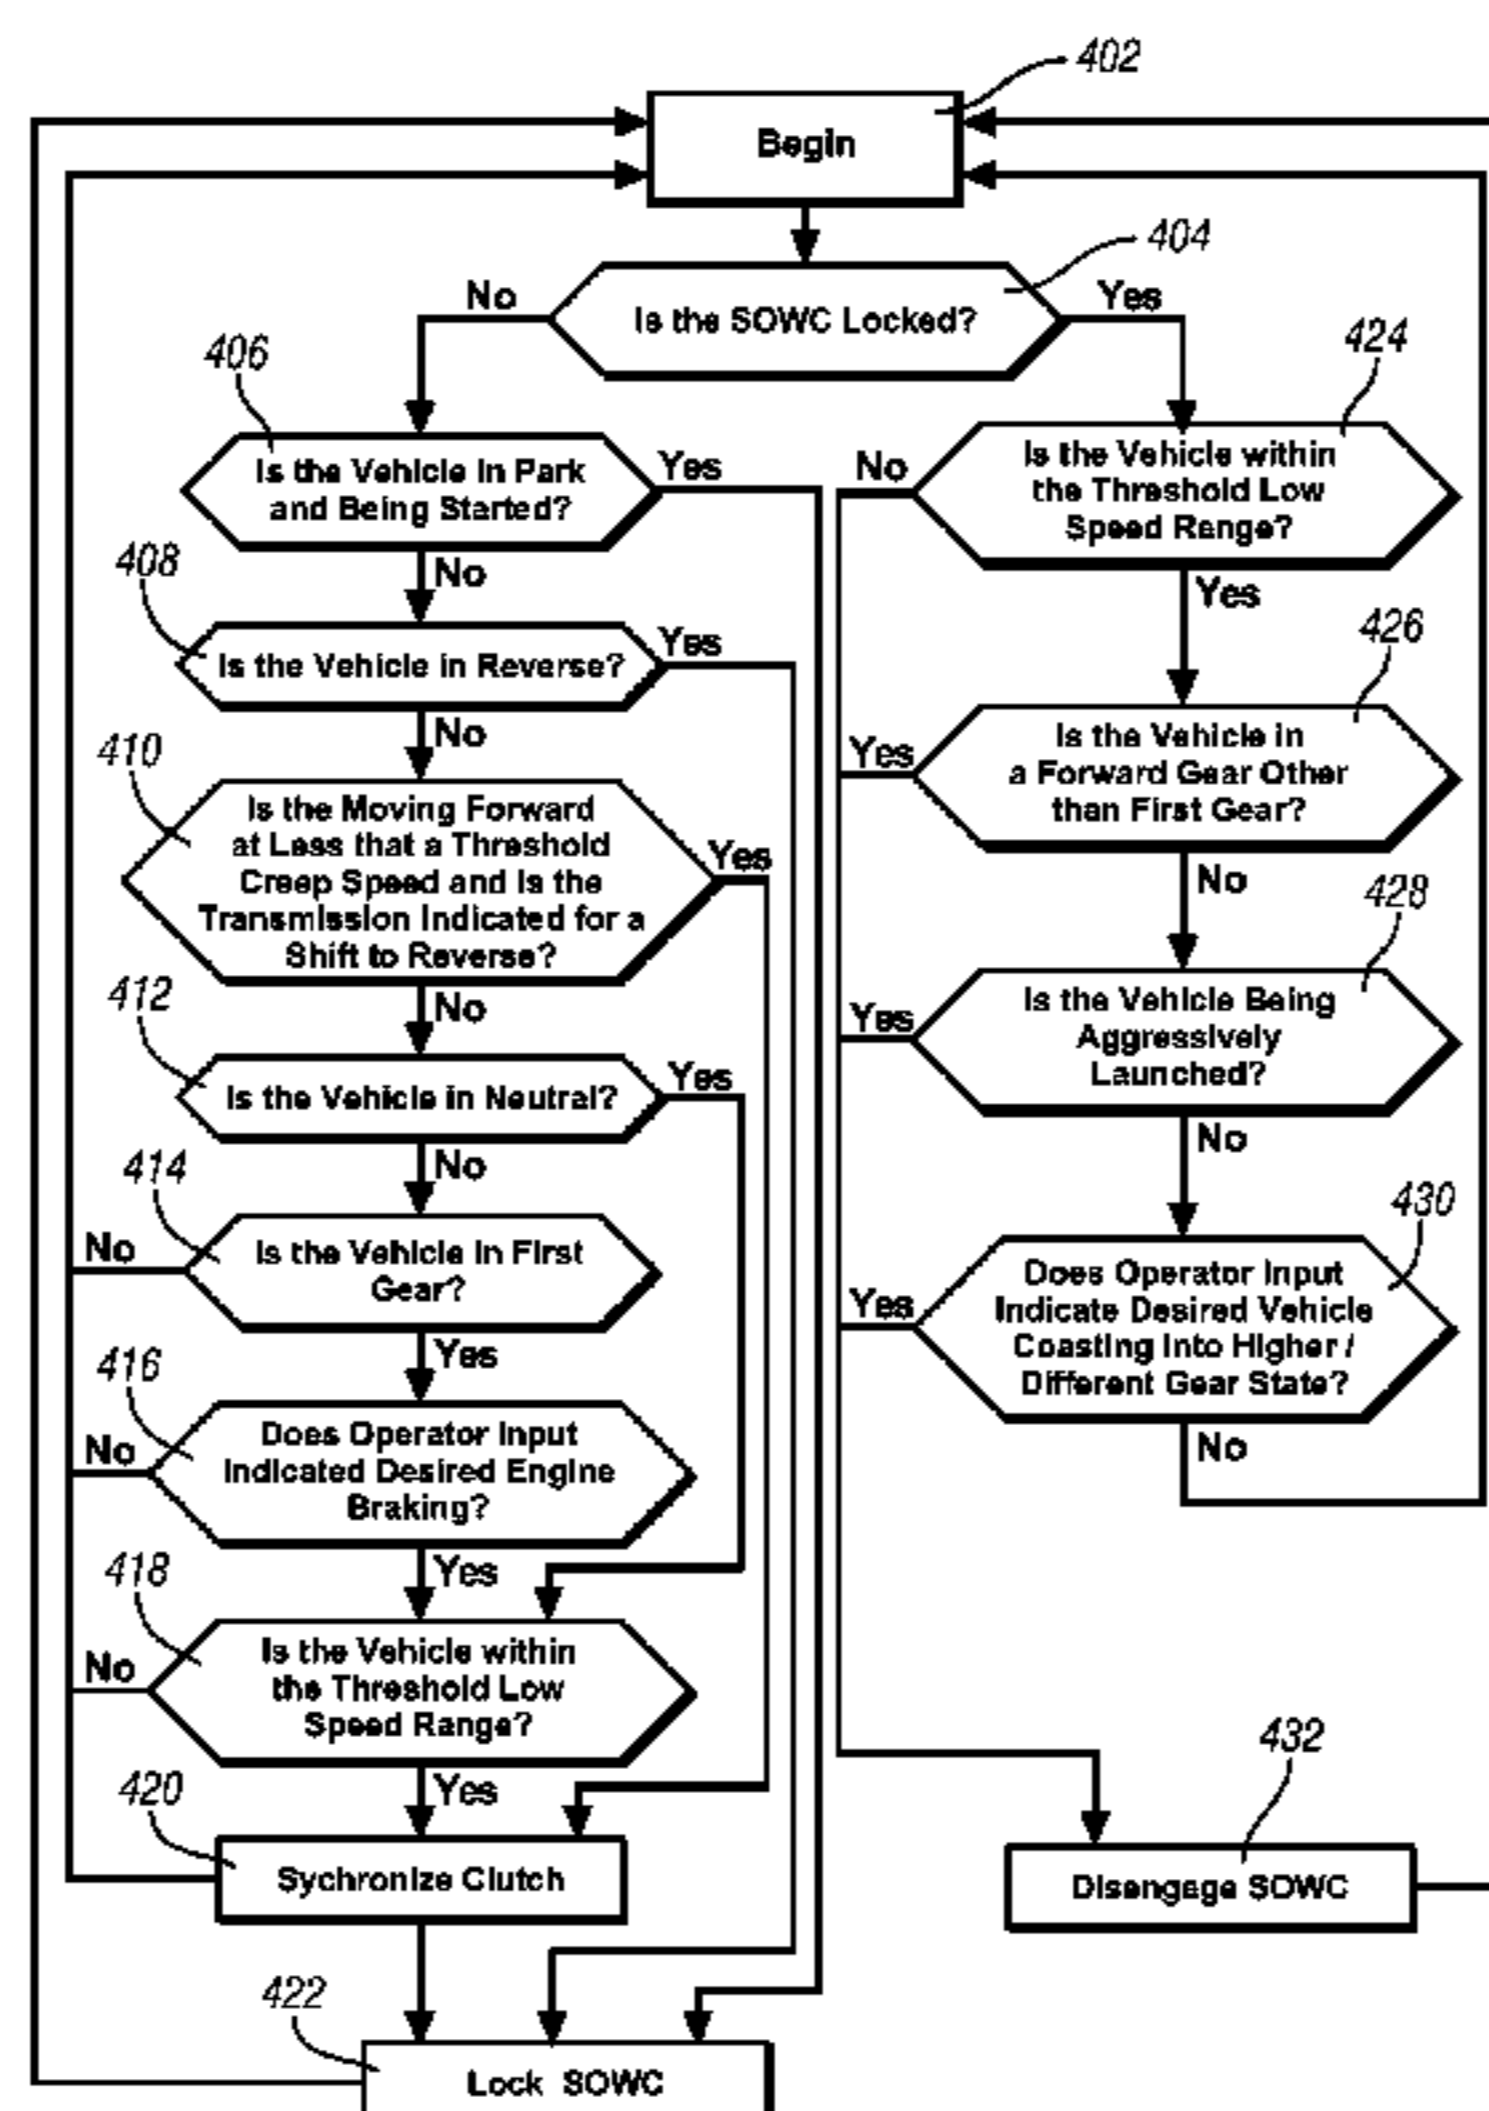 402
Begin
404
Is the SOWC Locked?
No
Yes
406
Is the Vehicle in Park
and Being Started?
Yes
No
408
Is the Vehicle in Reverse?
Yes
No
410
Is the Moving Forward
at Less that a Threshold
Creep Speed and Is the
Transmission Indicated for a
Shift to Reverse?
Yes
No
412
Is the Vehicle in Neutral?
Yes
No
414
Is the Vehicle in First
Gear?
No
Yes
416
Does Operator Input
Indicated Desired Engine
Braking?
No
Yes
418
Is the Vehicle within
the Threshold Low
Speed Range?
No
Yes
420
Sychronize Clutch
422
Lock SOWC
424
Is the Vehicle within
the Threshold Low
Speed Range?
No
Yes
426
Is the Vehicle in
a Forward Gear Other
than First Gear?
Yes
No
428
Is the Vehicle Being
Aggressively
Launched?
Yes
No
430
Does Operator Input
Indicate Desired Vehicle
Coasting Into Higher /
Different Gear State?
Yes
No
432
Disengage SOWC